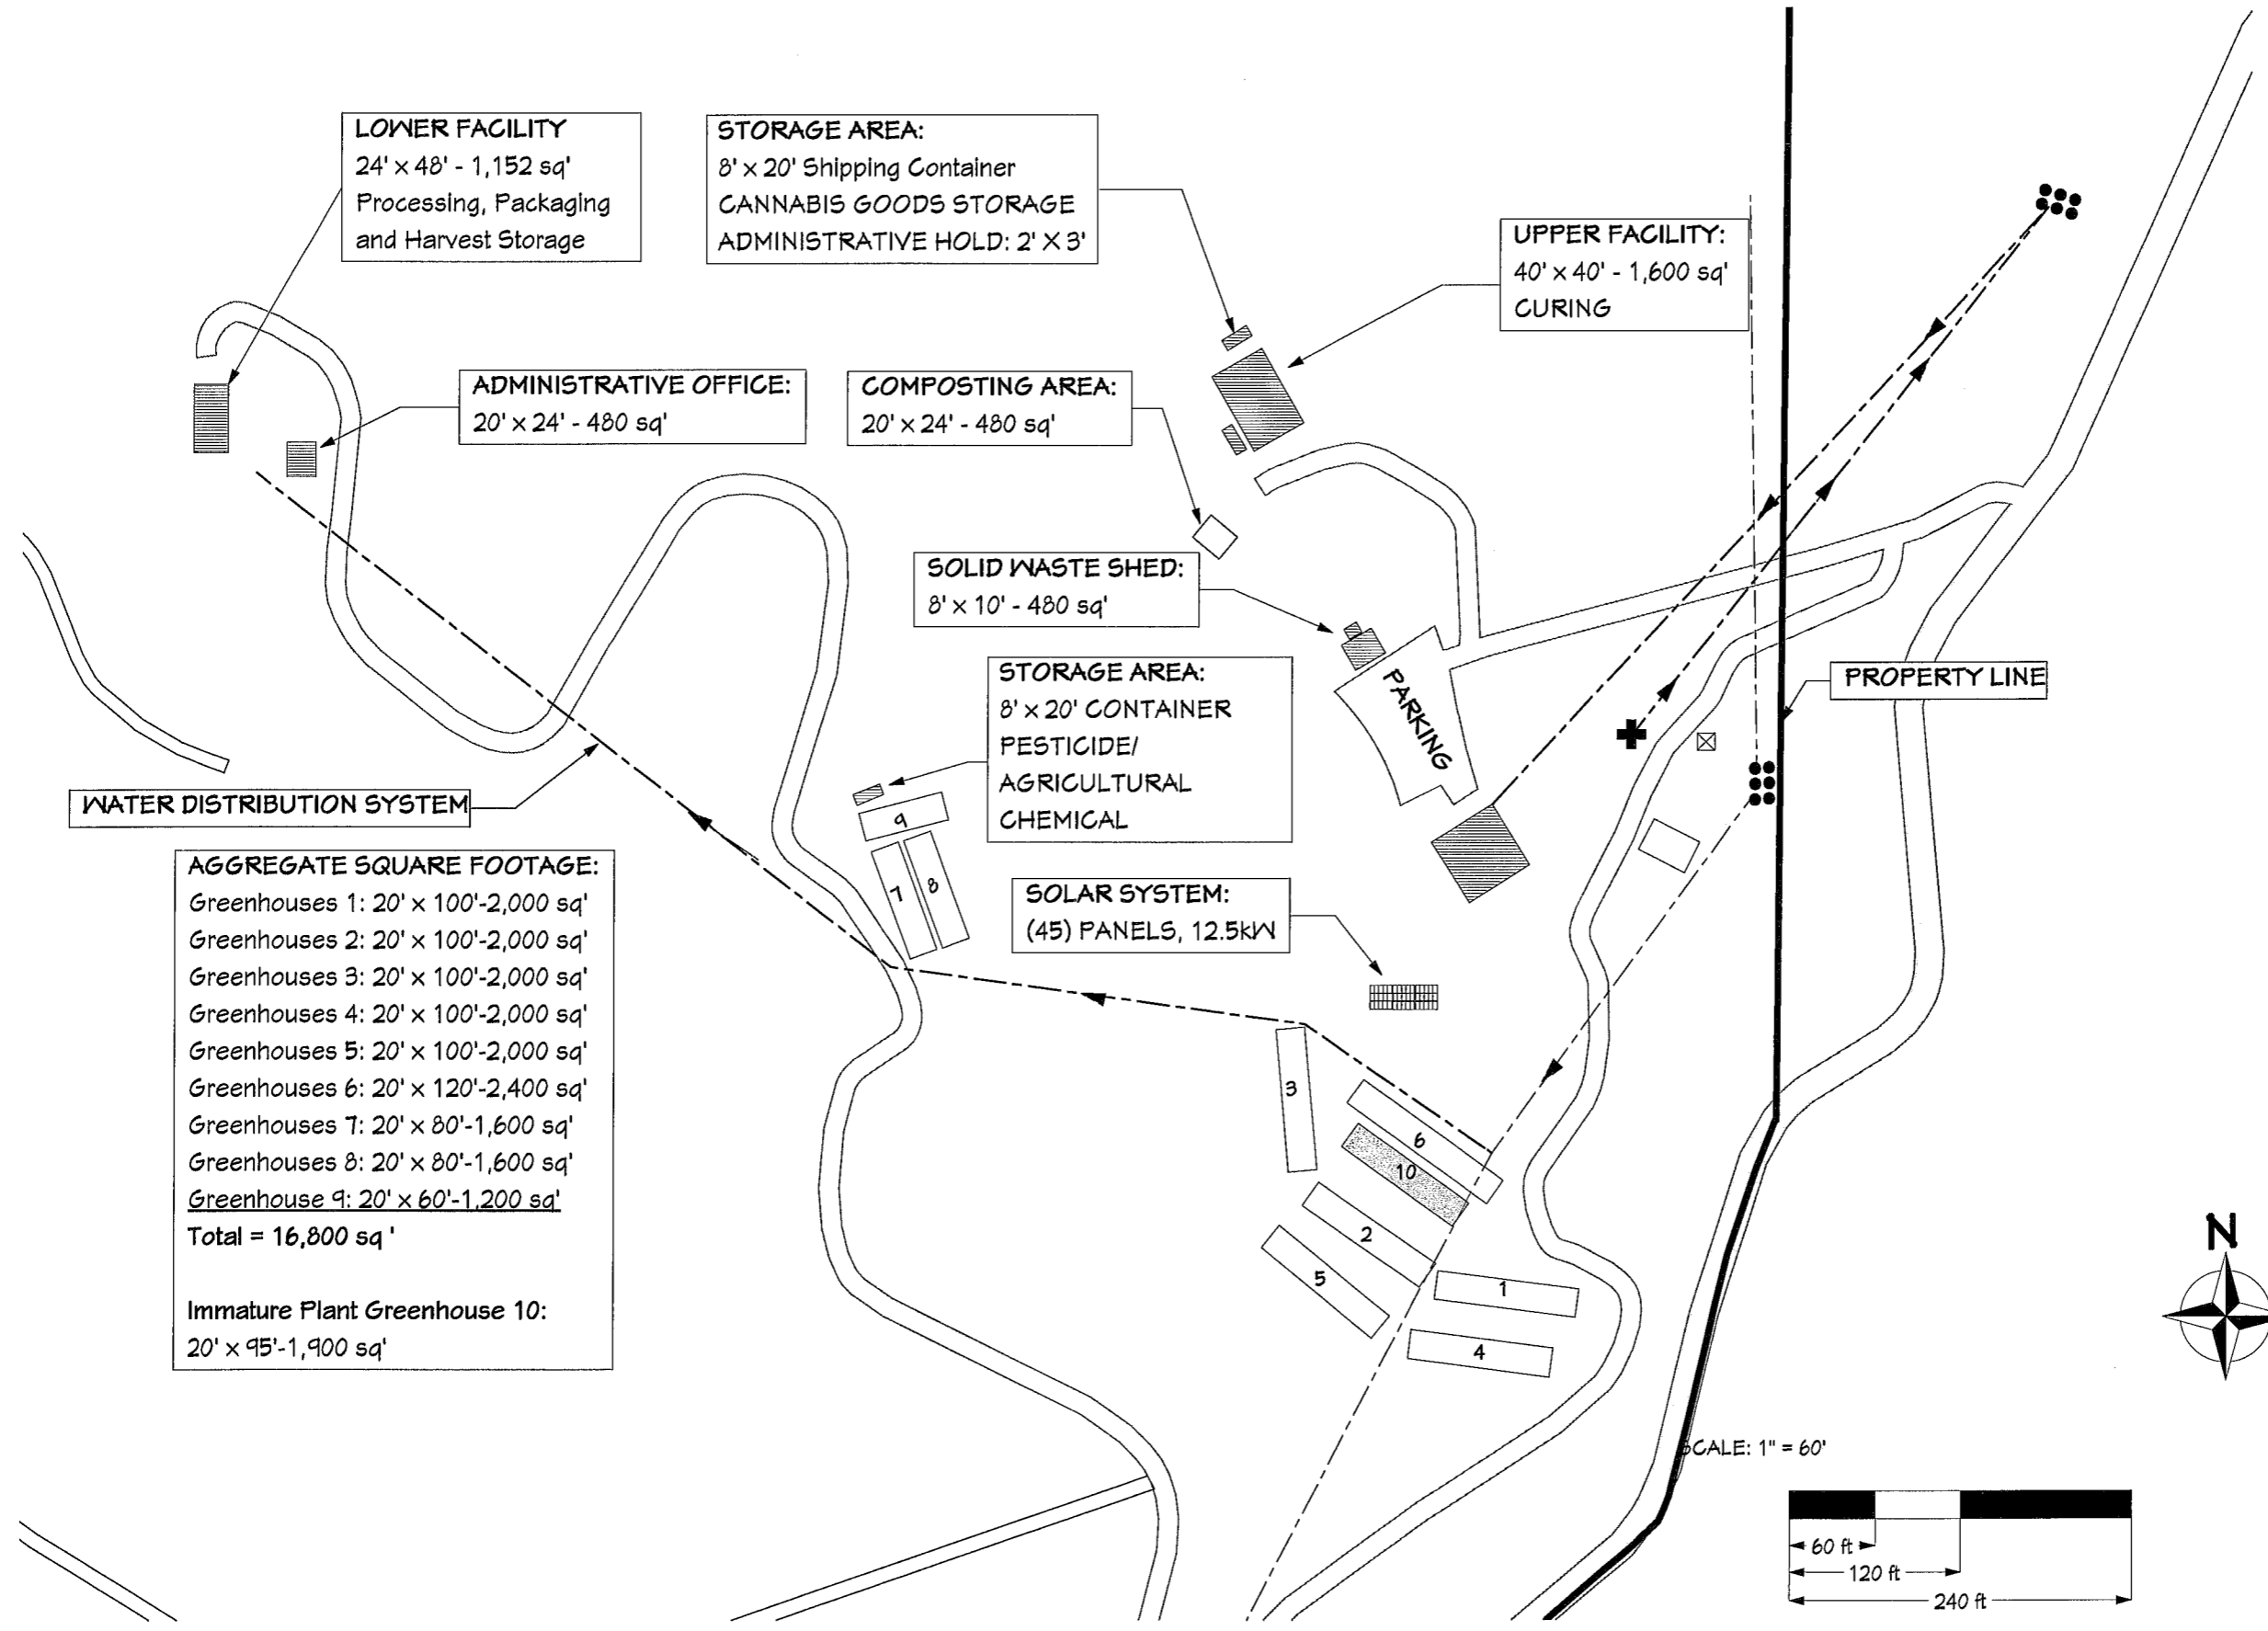 LOWER FACILITY
24' x 48' - 1,152 sq'
Processing, Packaging
and Harvest Storage
STORAGE AREA:
8' x 20' Shipping Container
CANNABIS GOODS STORAGE
ADMINISTRATIVE HOLD: 2' X 3'
UPPER FACILITY:
40' x 40' - 1,600 sq'
CURING
ADMINISTRATIVE OFFICE:
20' x 24' - 480 sq'
COMPOSTING AREA:
20' x 24' - 480 sq'
SOLID WASTE SHED:
8' x 10' - 480 sq'
STORAGE AREA:
8' x 20' CONTAINER
PESTICIDE/
AGRICULTURAL
CHEMICAL
PARKING
PROPERTY LINE
WATER DISTRIBUTION SYSTEM
9
7
8
SOLAR SYSTEM:
(45) PANELS, 12.5kW
AGGREGATE SQUARE FOOTAGE:
Greenhouses 1: 20' x 100'-2,000 sq'
Greenhouses 2: 20' x 100'-2,000 sq'
Greenhouses 3: 20' x 100'-2,000 sq'
Greenhouses 4: 20' x 100'-2,000 sq'
Greenhouses 5: 20' x 100'-2,000 sq'
Greenhouses 6: 20' x 120'-2,400 sq'
Greenhouses 7: 20' x 80'-1,600 sq'
Greenhouses 8: 20' x 80'-1,600 sq'
Greenhouse 9: 20' x 60'-1,200 sq'
Total = 16,800 sq '
Immature Plant Greenhouse 10:
20' x 95'-1,900 sq'
3
6
10
2
5
1
4
N
SCALE: 1" = 60'
60 ft
120 ft
240 ft